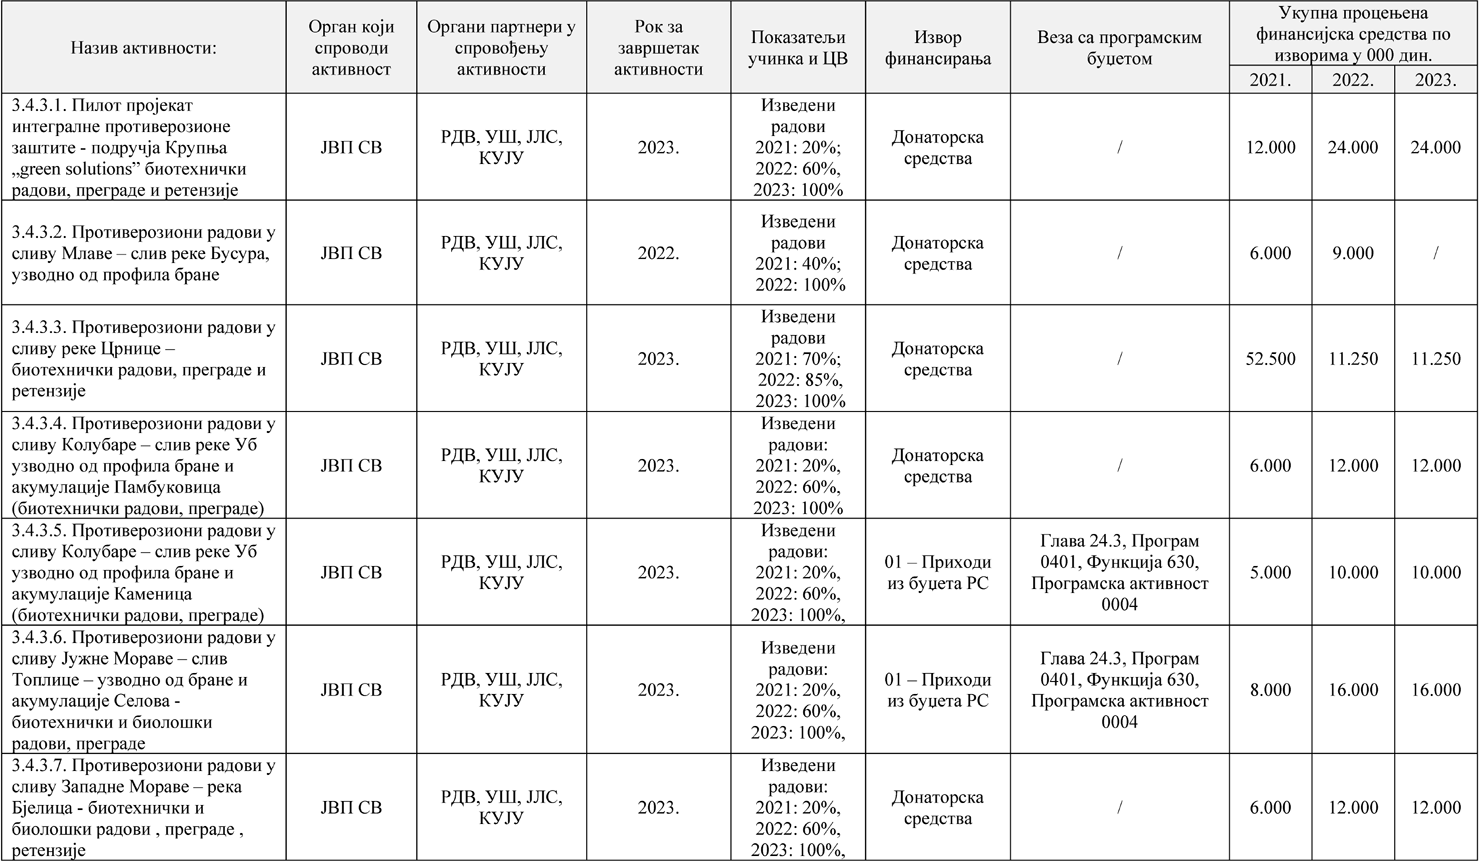 Назив активности:
Орган који
спроводи
активност
Органи партнери у
спровођењу
активности
Рок за
завршетак
активности
Показатељи
учинка и ЦВ
Извор
финансирања
Веза са програмским
буџетом
Укупна процењена
финансијска средства по
изворима у 000 дин.
2021.
2022.
2023.
3.4.3.1. Пилот пројекат
интегралне противерозионе
заштите - подручја Крупња
„green solutions” биотехнички
радови, преграде и ретензије
ЈВП СВ
РДВ, УШ, ЈЛС,
КУЈУ
2023.
Изведени
радови
2021: 20%;
2022: 60%,
2023: 100%
Донаторска
средства
/
12.000
24.000
24.000
3.4.3.2. Противерозиони радови у
сливу Млаве – слив реке Бусура,
узводно од профила бране
ЈВП СВ
РДВ, УШ, ЈЛС,
КУЈУ
2022.
Изведени
радови
2021: 40%;
2022: 100%
Донаторска
средства
/
6.000
9.000
/
3.4.3.3. Противерозиони радови у
сливу реке Црнице –
биотехнички радови, преграде и
ретензије
ЈВП СВ
РДВ, УШ, ЈЛС,
КУЈУ
2023.
Изведени
радови
2021: 70%;
2022: 85%,
2023: 100%
Донаторска
средства
/
52.500
11.250
11.250
3.4.3.4. Противерозиони радови у
сливу Колубаре – слив реке Уб
узводно од профила бране и
акумулације Памбуковица
(биотехнички радови, преграде)
ЈВП СВ
РДВ, УШ, ЈЛС,
КУЈУ
2023.
Изведени
радови:
2021: 20%,
2022: 60%,
2023: 100%
Донаторска
средства
/
6.000
12.000
12.000
3.4.3.5. Противерозиони радови у
сливу Колубаре – слив реке Уб
узводно од профила бране и
акумулације Каменица
(биотехнички радови, преграде)
ЈВП СВ
РДВ, УШ, ЈЛС,
КУЈУ
2023.
Изведени
радови:
2021: 20%,
2022: 60%,
2023: 100%,
01 – Приходи
из буџета РС
Глава 24.3, Програм
0401, Функција 630,
Програмска активност
0004
5.000
10.000
10.000
3.4.3.6. Противерозиони радови у
сливу Јужне Мораве – слив
Топлице – узводно од бране и
акумулације Селова -
биотехнички и биолошки
радови, преграде
ЈВП СВ
РДВ, УШ, ЈЛС,
КУЈУ
2023.
Изведени
радови:
2021: 20%,
2022: 60%,
2023: 100%,
01 – Приходи
из буџета РС
Глава 24.3, Програм
0401, Функција 630,
Програмска активност
0004
8.000
16.000
16.000
3.4.3.7. Противерозиони радови у
сливу Западне Мораве – река
Бјелица - биотехнички и
биолошки радови , преграде ,
ретензије
ЈВП СВ
РДВ, УШ, ЈЛС,
КУЈУ
2023.
Изведени
радови:
2021: 20%,
2022: 60%,
2023: 100%,
Донаторска
средства
/
6.000
12.000
12.000